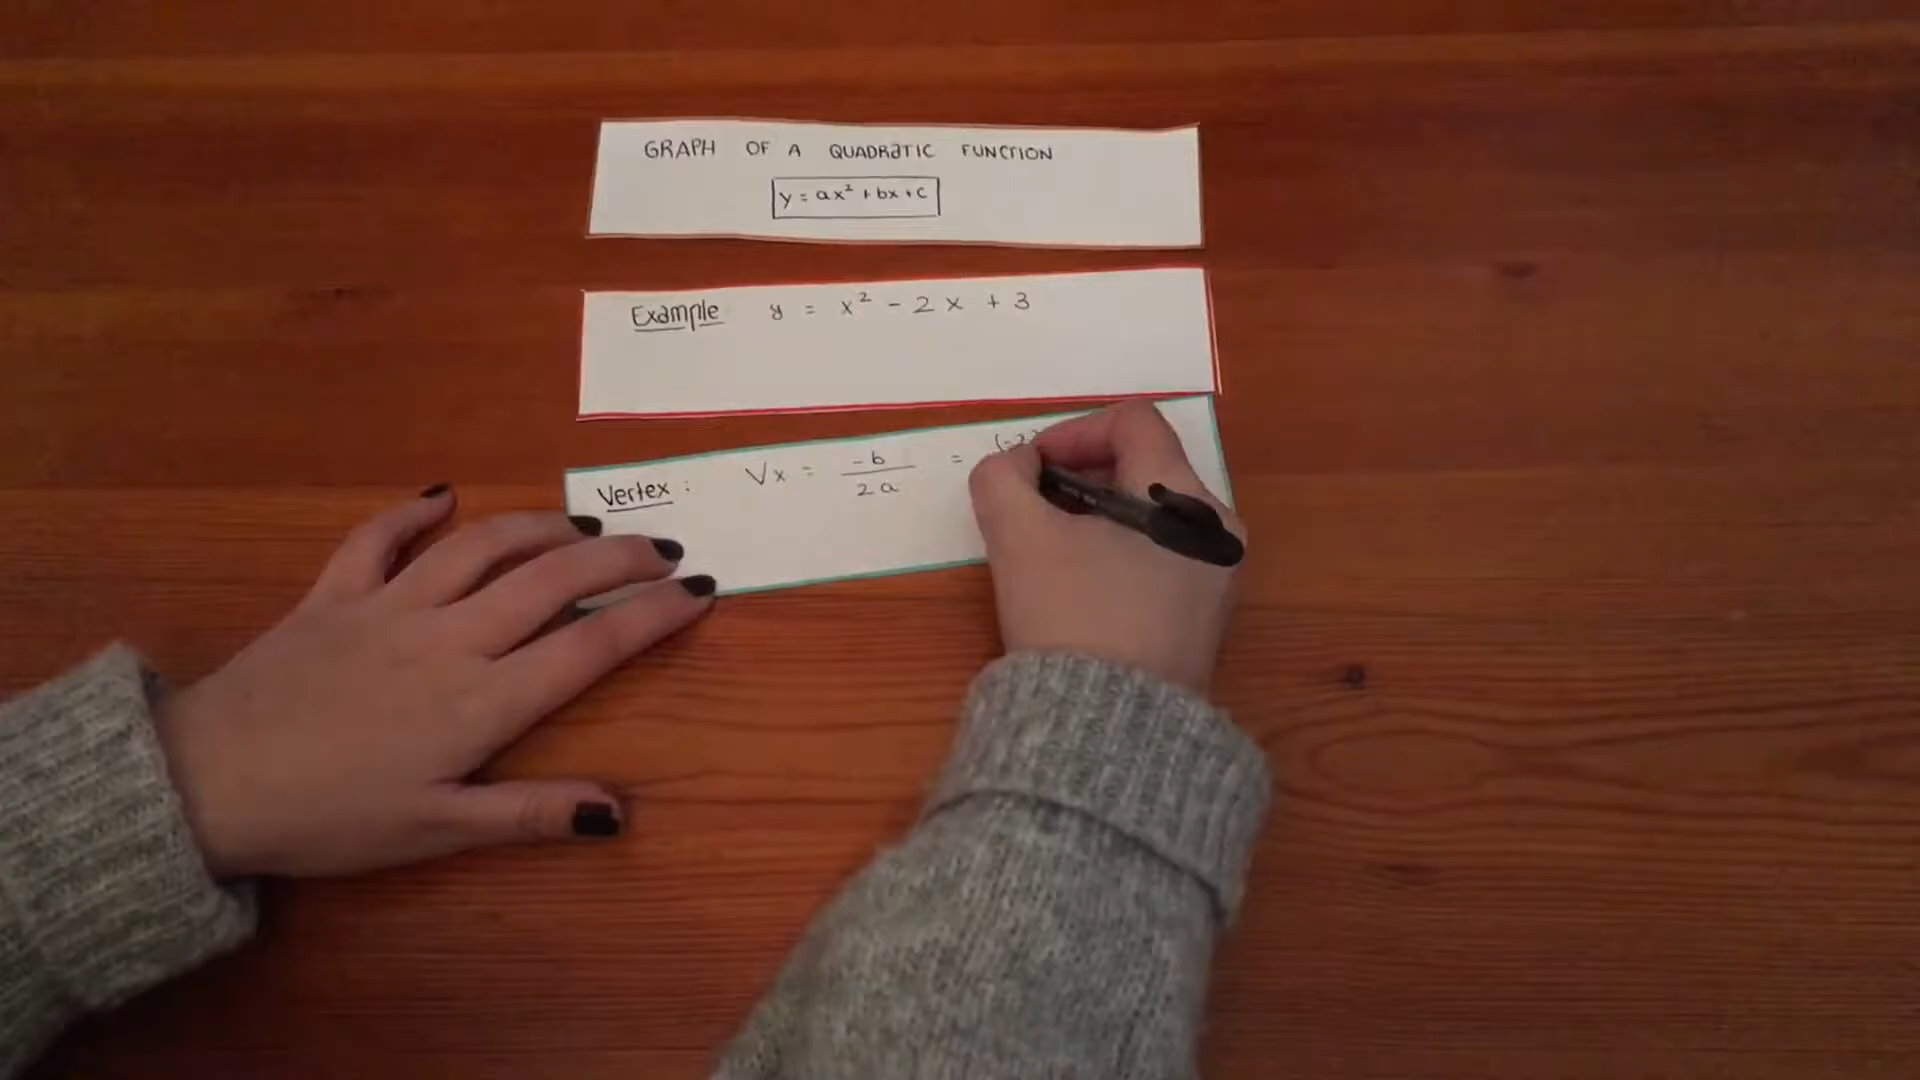 GRAPH OF A QUADRATIC FUNCTION
y = ax² + bx + c
Example y = x² - 2x + 3
Vertex : Vx = -b / 2a =